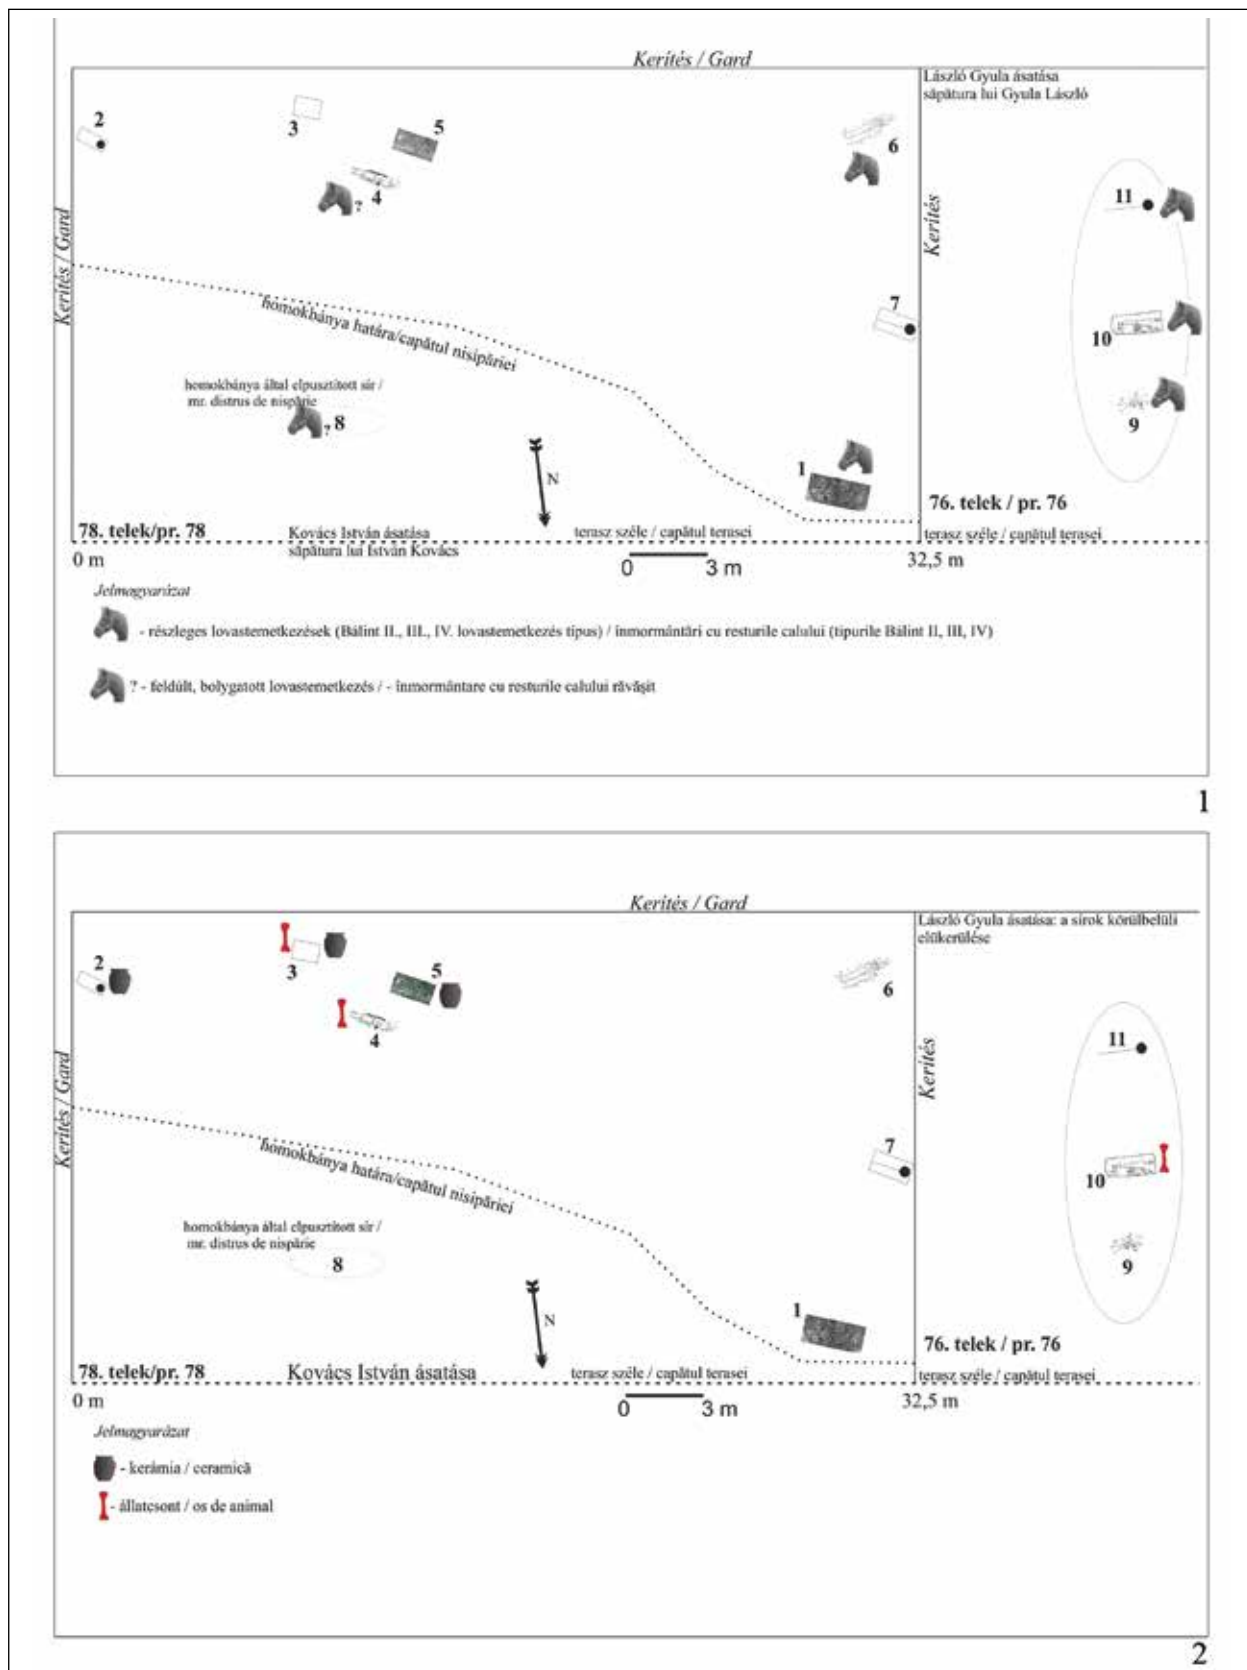 Kerítés / Gard
László Gyula ásatása
săpătura lui Gyula László
2
3
5
6
4
?
11
Kerítés / Gard
Kerítés
7
10
homokbánya határa/capătul nisipăriei
homokbánya által elpusztított sír /
mr. distrus de nispărie
? 8
9
N
1
76. telek / pr. 76
78. telek/pr. 78
Kovács István ásatása
săpătura lui István Kovács
terasz széle / capătul terasei
terasz széle / capătul terasei
0 m
0 3 m
32,5 m
Jelmagyarázat
- részleges lovastemetkezések (Bálint II., III., IV. lovastemetkezés típus) / înmormântări cu resturile calului (tipurile Bálint II, III, IV)
? - feldúlt, bolygatott lovastemetkezés / - înmormântare cu resturile calului răvășit
1
Kerítés / Gard
László Gyula ásatása: a sírok körülbelüli
előkerülése
2
3
5
6
4
11
Kerítés / Gard
Kerítés
7
10
homokbánya határa/capătul nisipăriei
homokbánya által elpusztított sír /
mr. distrus de nispărie
8
9
N
1
76. telek / pr. 76
78. telek/pr. 78
Kovács István ásatása
terasz széle / capătul terasei
terasz széle / capătul terasei
0 m
0 3 m
32,5 m
Jelmagyarázat
- kerámia / ceramică
- állatcsont / os de animal
2